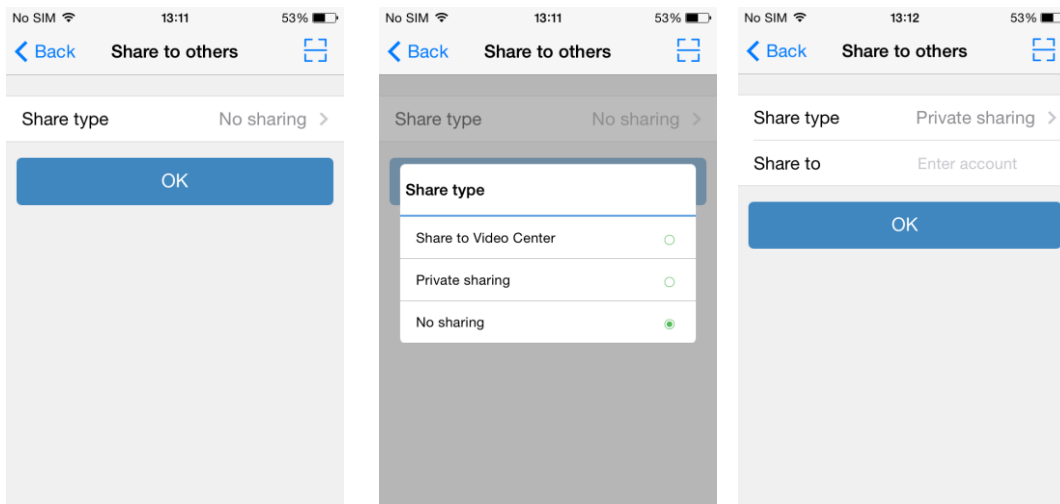 No SIM 13:11 53%
Back Share to others
Share type No sharing
OK
No SIM 13:11 53%
Back Share to others
Share type No sharing
Share type
Share to Video Center
Private sharing
No sharing
No SIM 13:12 53%
Back Share to others
Share type Private sharing
Share to Enter account
OK